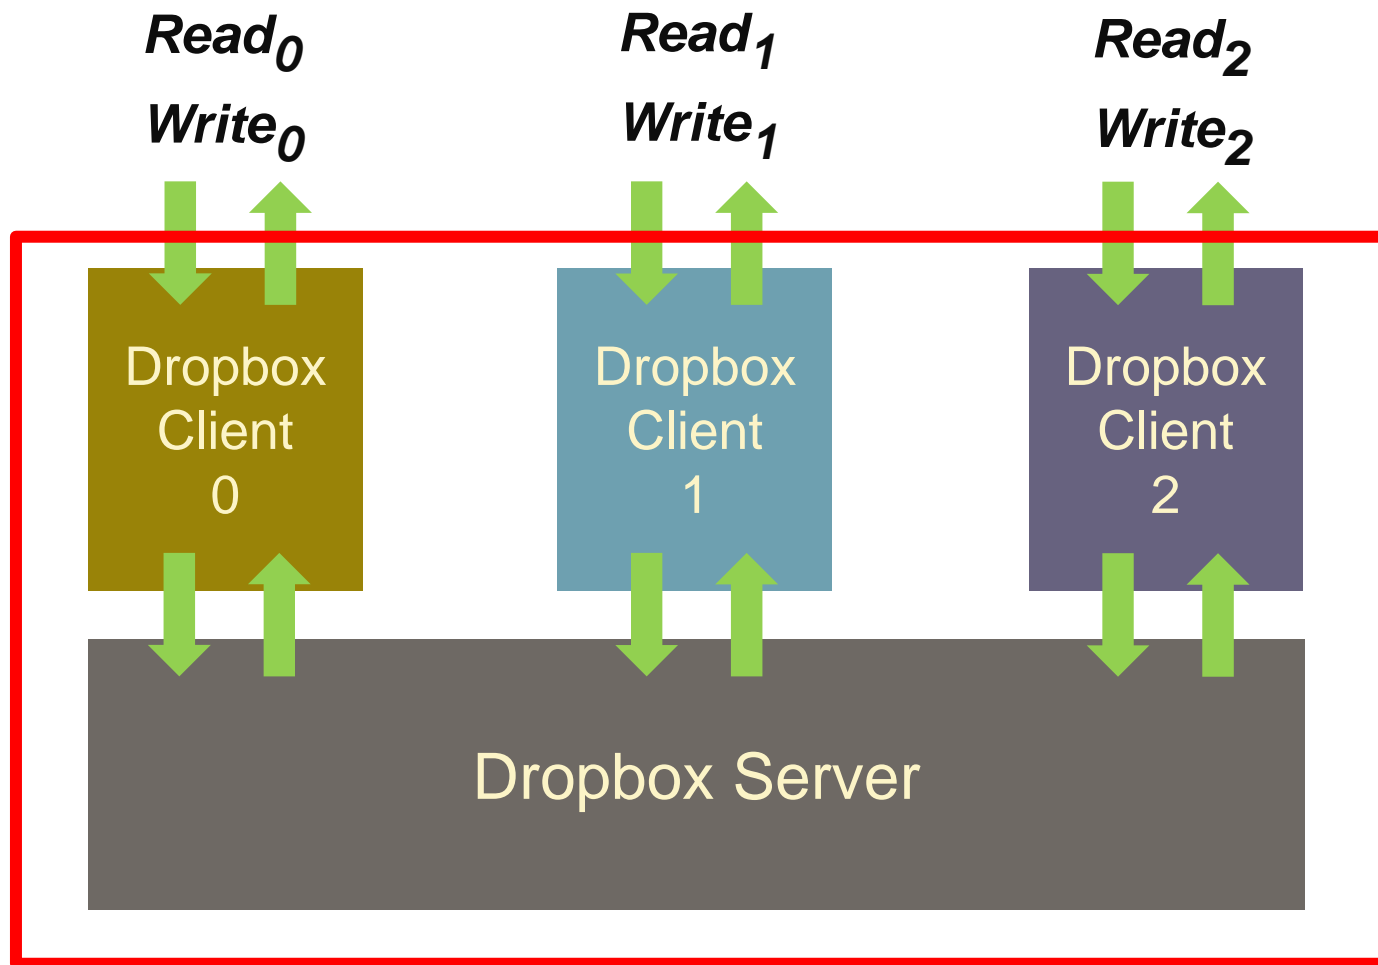 Read0 Read1 Read2
Write0 Write1 Write2
Dropbox Dropbox Dropbox
Client Client Client
0 1 2
Dropbox Server